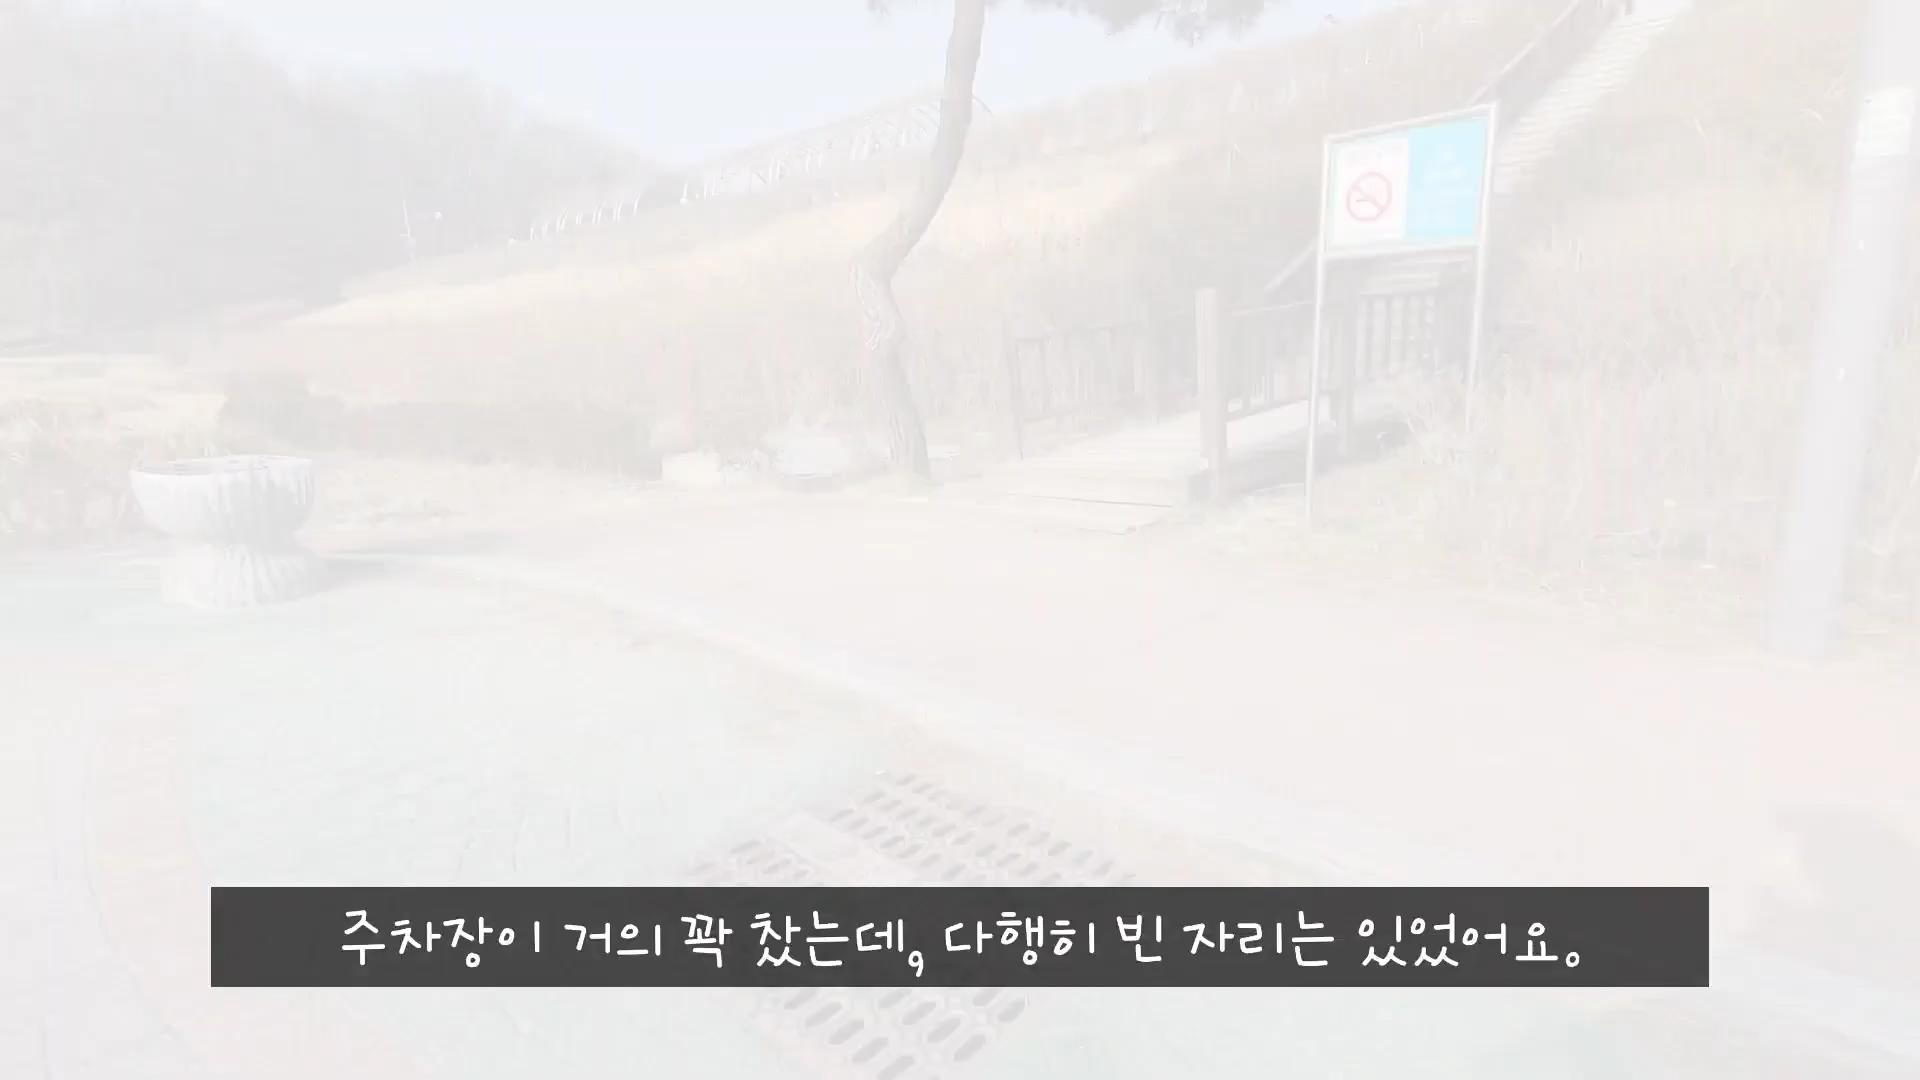 주차장이 거의 꽉 찼는데, 다행히 빈 자리는 있었어요.